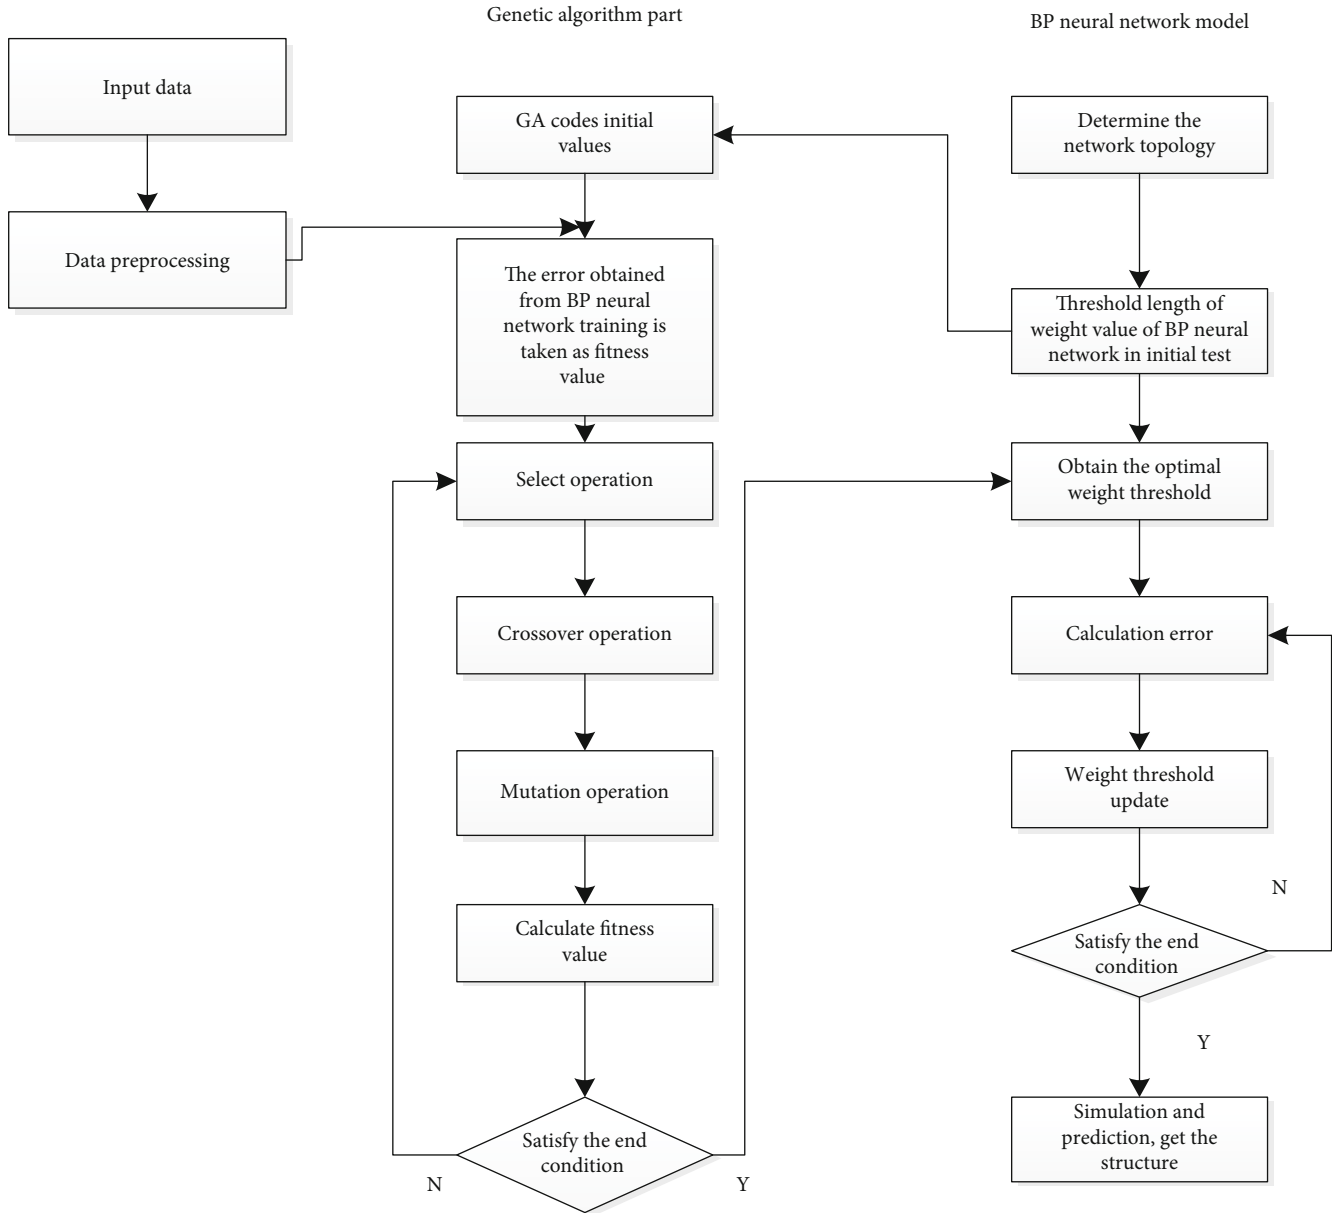 Genetic algorithm part
BP neural network model
Input data
Data preprocessing
GA codes initial
values
The error obtained
from BP neural
network training is
taken as fitness
value
Select operation
Crossover operation
Mutation operation
Calculate fitness
value
Satisfy the end
condition
N
Y
Determine the
network topology
Threshold length of
weight value of BP neural
network in initial test
Obtain the optimal
weight threshold
Calculation error
Weight threshold
update
N
Satisfy the end
condition
Y
Simulation and
prediction, get the
structure